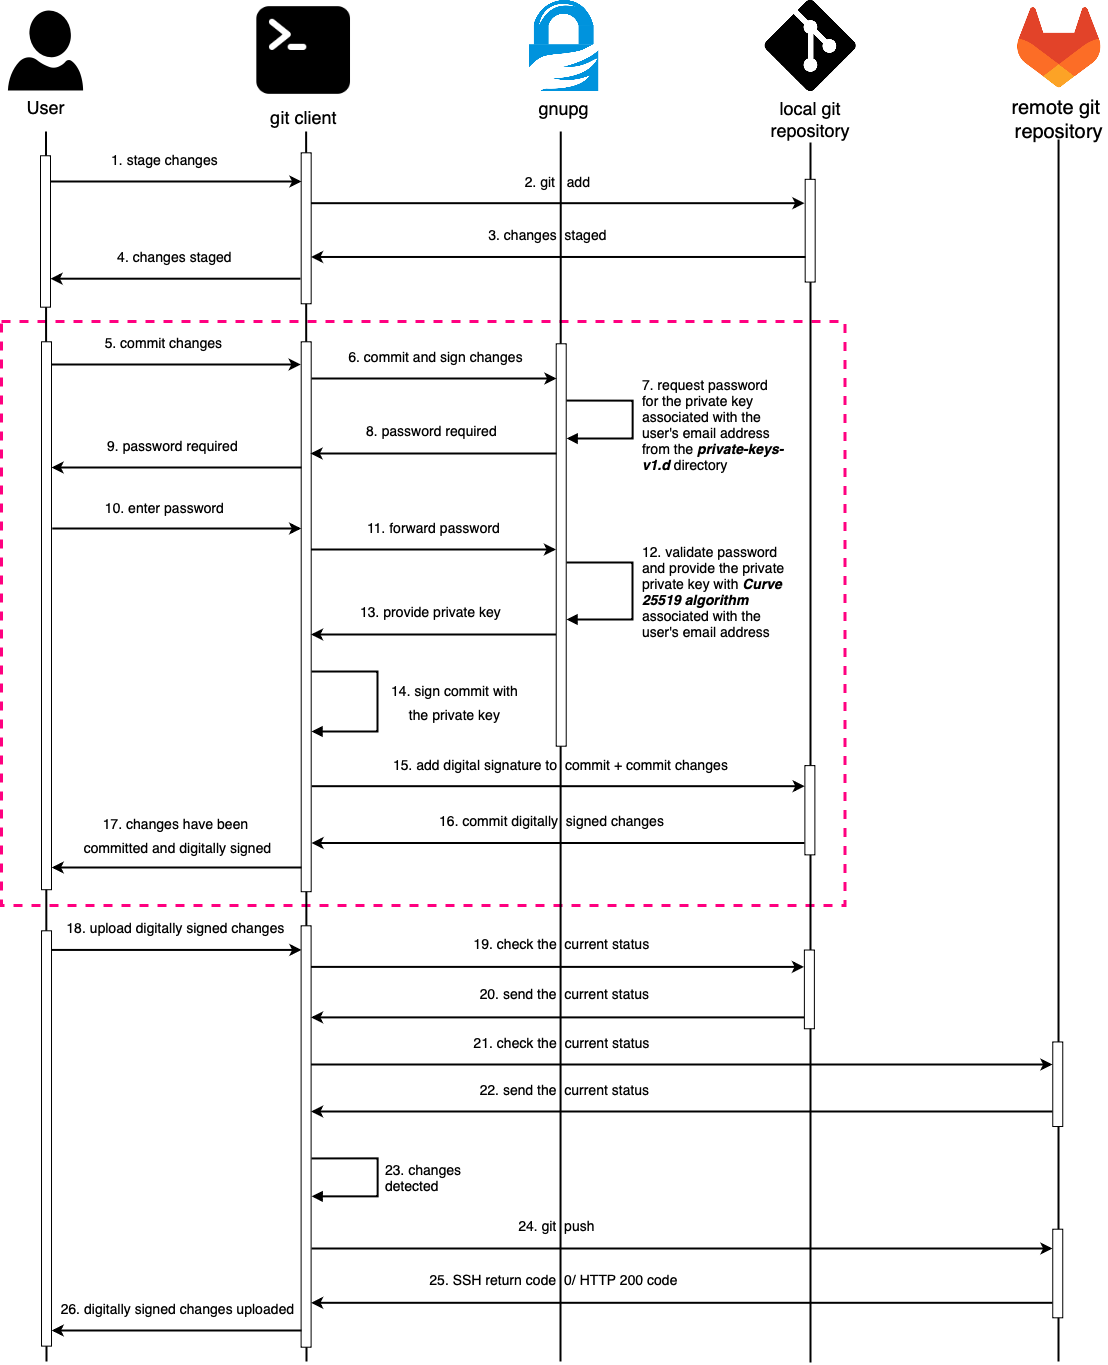 User
git client
gnupg
local git
repository
remote git
repository
1. stage changes
2. git add
3. changes staged
4. changes staged
5. commit changes
6. commit and sign changes
7. request password
for the private key
associated with the
user's email address
from the private-keys-
v1.d directory
8. password required
9. password required
10. enter password
11. forward password
12. validate password
and provide the private
private key with Curve
25519 algorithm
associated with the
user's email address
13. provide private key
14. sign commit with
the private key
15. add digital signature to commit + commit changes
16. commit digitally signed changes
17. changes have been
committed and digitally signed
18. upload digitally signed changes
19. check the current status
20. send the current status
21. check the current status
22. send the current status
23. changes
detected
24. git push
25. SSH return code 0/ HTTP 200 code
26. digitally signed changes uploaded